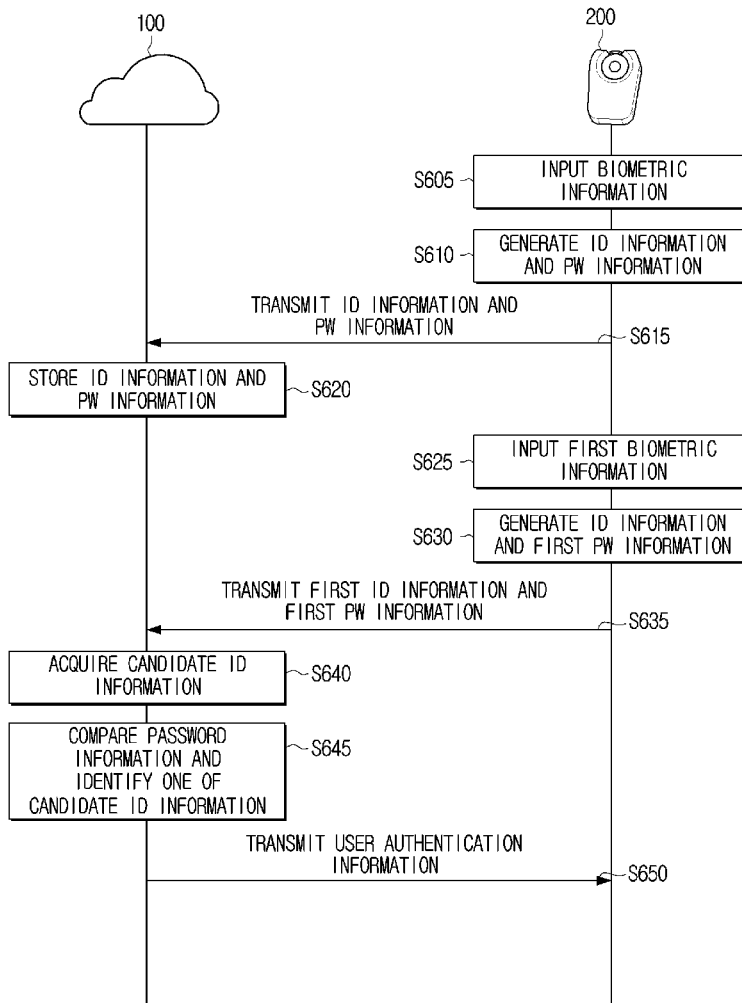 100
200
S605
INPUT BIOMETRIC
INFORMATION
S610
GENERATE ID INFORMATION
AND PW INFORMATION
TRANSMIT ID INFORMATION AND
PW INFORMATION
S615
STORE ID INFORMATION AND
PW INFORMATION
S620
S625
INPUT FIRST BIOMETRIC
INFORMATION
S630
GENERATE ID INFORMATION
AND FIRST PW INFORMATION
TRANSMIT FIRST ID INFORMATION AND
FIRST PW INFORMATION
S635
ACQUIRE CANDIDATE ID
INFORMATION
S640
COMPARE PASSWORD
INFORMATION AND
IDENTIFY ONE OF
CANDIDATE ID INFORMATION
S645
TRANSMIT USER AUTHENTICATION
INFORMATION
S650